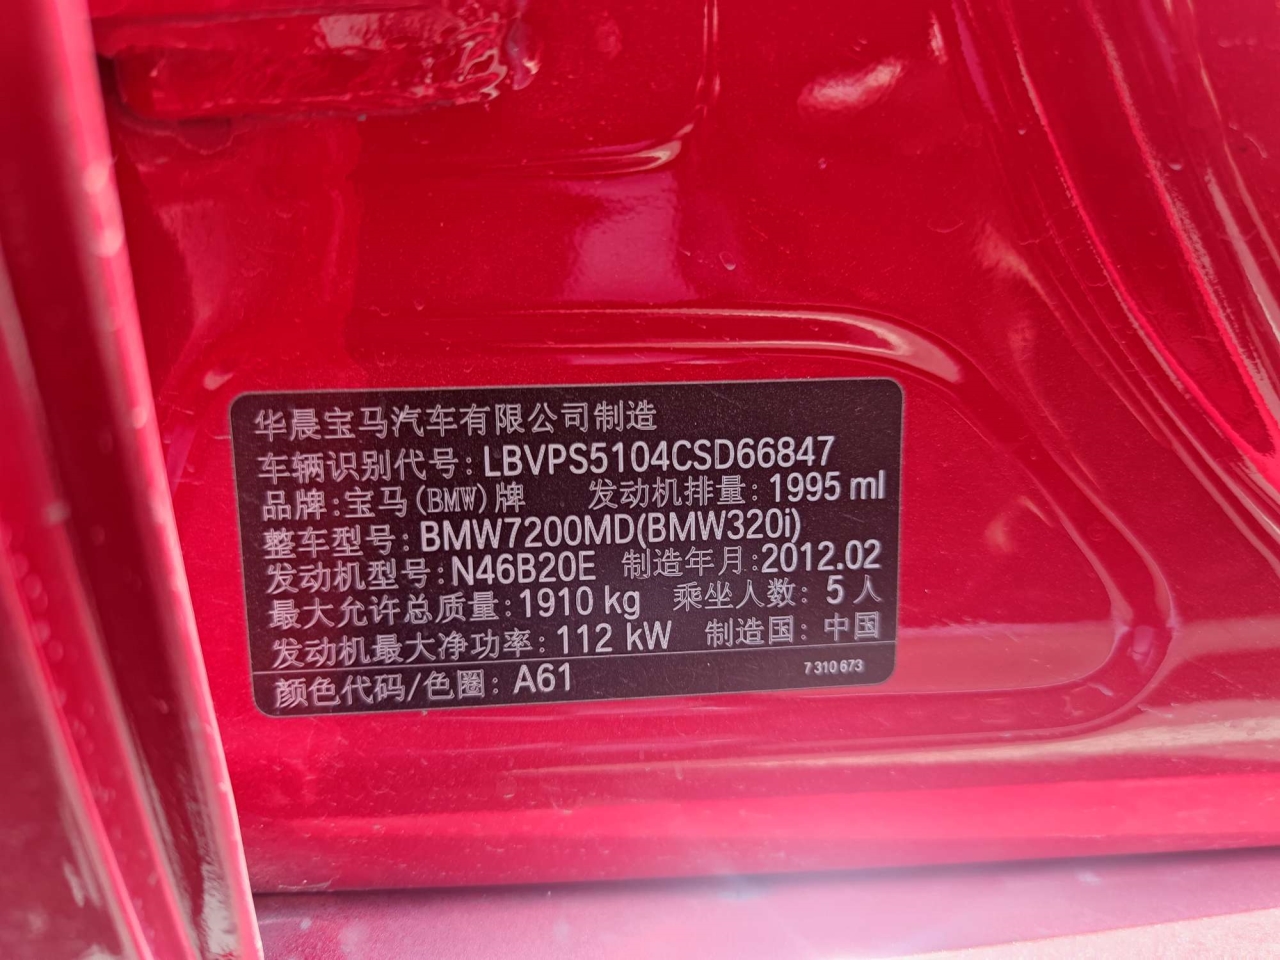 华晨宝马汽车有限公司制造
车辆识别代号: LBVPS5104CSD66847
品牌: 宝马(BMW)牌 发动机排量: 1995 ml
整车型号: BMW7200MD(BMW320i)
发动机型号: N46B20E 制造年月: 2012.02
最大允许总质量: 1910 kg 乘坐人数: 5人
发动机最大净功率: 112 kW 制造国: 中国
颜色代码/色圈: A61 7 310 673